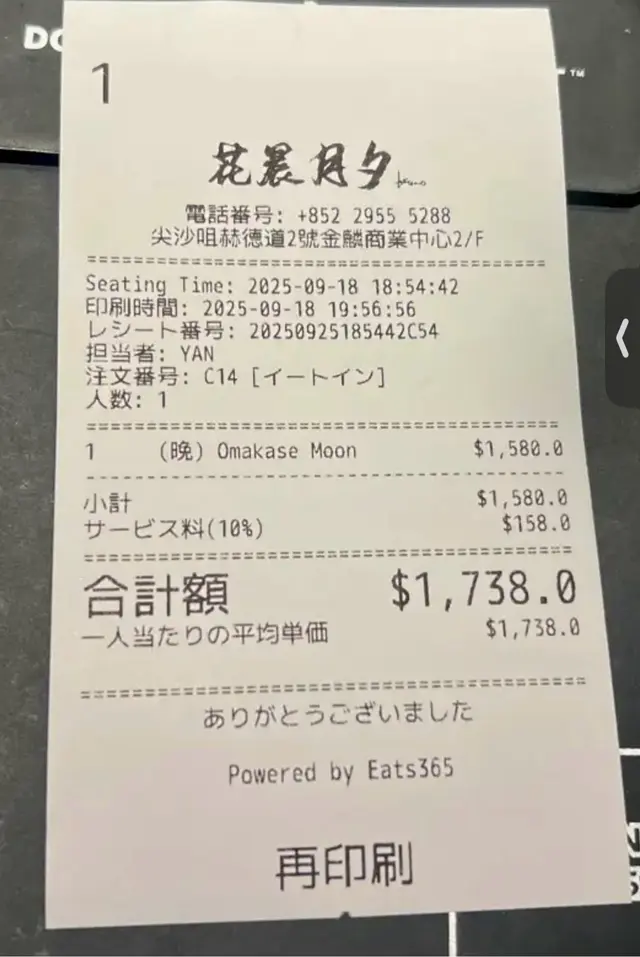 DO
™
1
花晨月夕
電話番号: +852 2955 5288
尖沙咀赫徳道2號金麟商業中心2/F
Seating Time: 2025-09-18 18:54:42
印刷時間: 2025-09-18 19:56:56
レシート番号: 20250925185442C54
担当者: YAN
注文番号: C14 [イートイン]
人数: 1
1 (晩) Omakase Moon $1,580.0
小計 $1,580.0
サービス料(10%) $158.0
合計額 $1,738.0
一人当たりの平均単価 $1,738.0
ありがとうございました
Powered by Eats365
再印刷